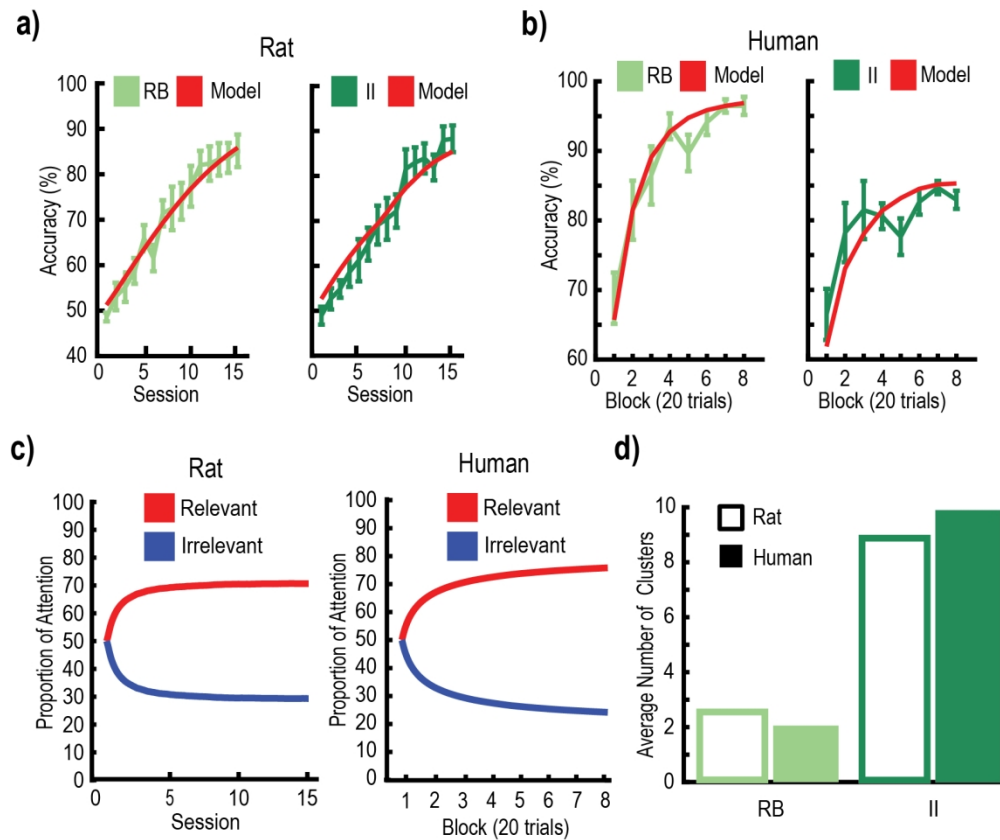 a)
Rat
RB Model
II Model
Accuracy (%)
100
90
80
70
60
50
40
0 5 10 15
Session
0 5 10 15
Session
b)
Human
RB Model
II Model
Accuracy (%)
100
90
80
70
60
0 2 4 6 8
Block (20 trials)
0 2 4 6 8
Block (20 trials)
c)
Rat
Relevant
Irrelevant
Proportion of Attention
100
90
80
70
60
50
40
30
20
10
0
0 5 10 15
Session
Human
Relevant
Irrelevant
Proportion of Attention
100
90
80
70
60
50
40
30
20
10
0
1 2 3 4 5 6 7 8
Block (20 trials)
d)
Rat
Human
Average Number of Clusters
10
8
6
4
2
0
RB II